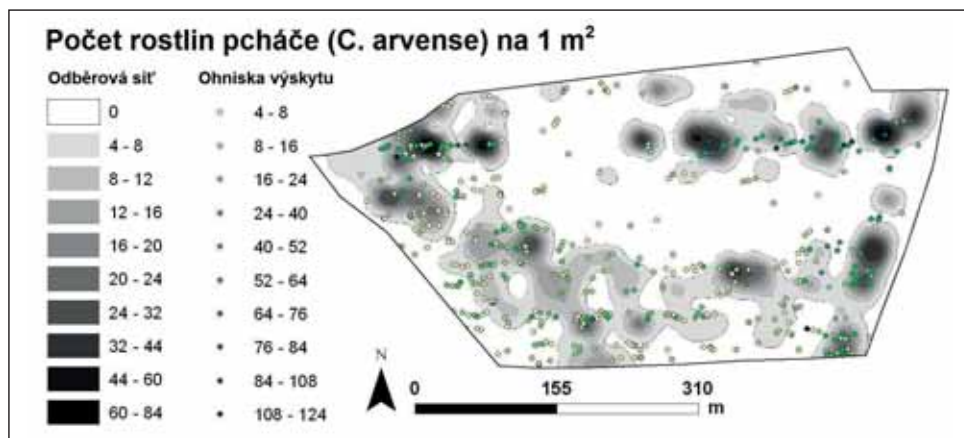 Počet rostlin pcháče (C. arvense) na 1 m²
Odběrová síť
0
4 - 8
8 - 12
12 - 16
16 - 20
20 - 24
24 - 32
32 - 44
44 - 60
60 - 84
Ohniska výskytu
4 - 8
8 - 16
16 - 24
24 - 40
40 - 52
52 - 64
64 - 76
76 - 84
84 - 108
108 - 124
N
0 155 310
m